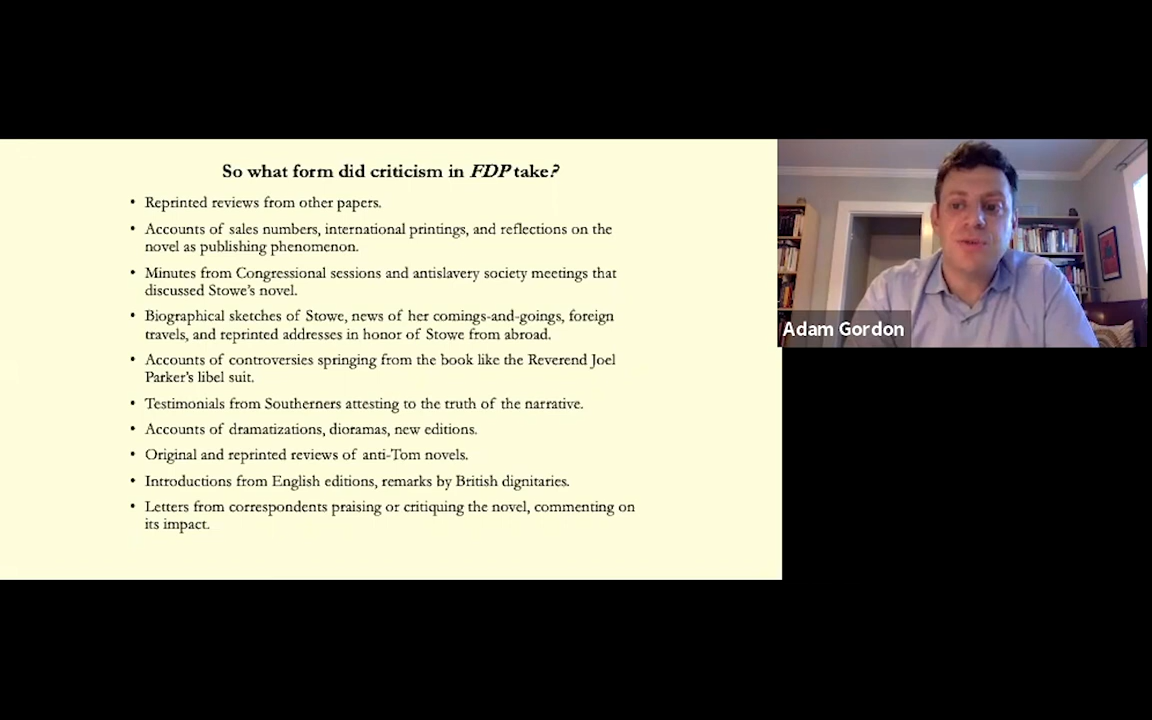 So what form did criticism in FDP take?
• Reprinted reviews from other papers.
• Accounts of sales numbers, international printings, and reflections on the
novel as publishing phenomenon.
• Minutes from Congressional sessions and antislavery society meetings that
discussed Stowe's novel.
• Biographical sketches of Stowe, news of her comings-and-goings, foreign
travels, and reprinted addresses in honor of Stowe from abroad.
• Accounts of controversies springing from the book like the Reverend Joel
Parker's libel suit.
• Testimonials from Southerners attesting to the truth of the narrative.
• Accounts of dramatizations, dioramas, new editions.
• Original and reprinted reviews of anti-Tom novels.
• Introductions from English editions, remarks by British dignitaries.
• Letters from correspondents praising or critiquing the novel, commenting on
its impact.
Adam Gordon